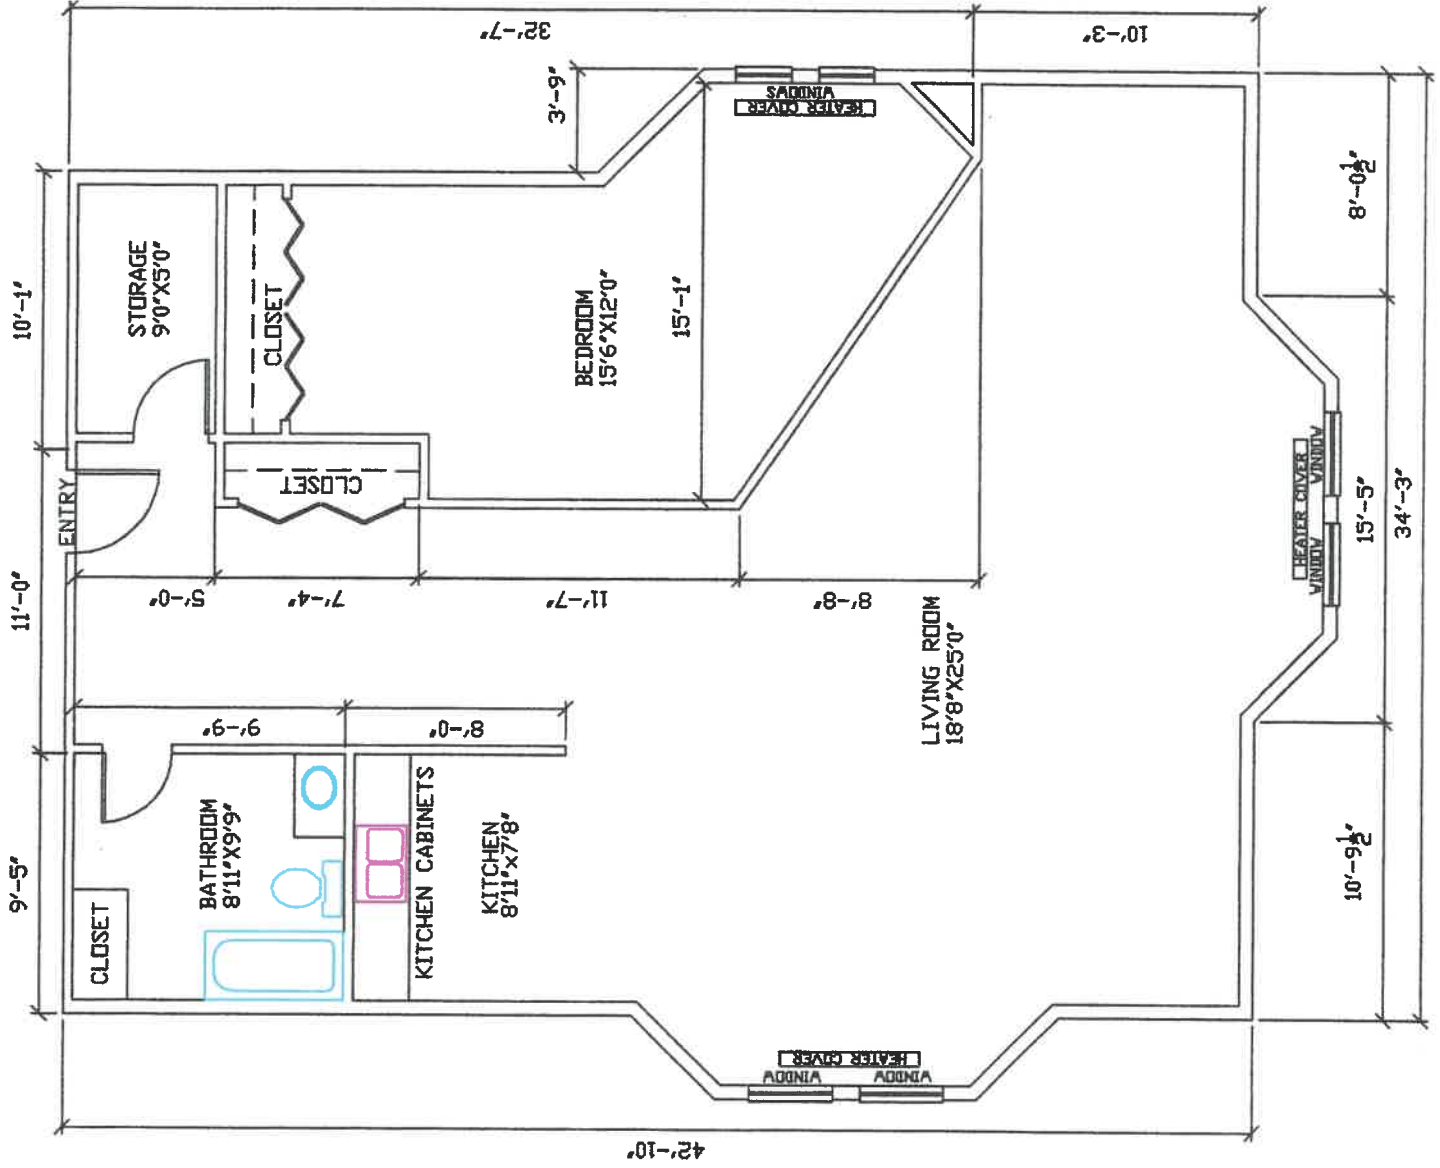 32'-7"
10'-3"
3'-9"
WINDOWS
HEATER COVER
10'-1"
STORAGE
9'0"X5'0"
CLOSET
BEDROOM
15'6"X12'0"
15'-1"
8'-0 1/2"
ENTRY
CLOSET
11'-0"
5'-0"
7'-4"
11'-7"
8'-8"
WINDOW
HEATER COVER
WINDOW
15'-5"
34'-3"
LIVING ROOM
18'8"X25'0"
9'-9"
8'-0"
9'-5"
BATHROOM
8'11"X9'9"
CLOSET
KITCHEN CABINETS
KITCHEN
8'11"x7'8"
10'-9 1/2"
HEATER COVER
WINDOW
WINDOW
42'-10"